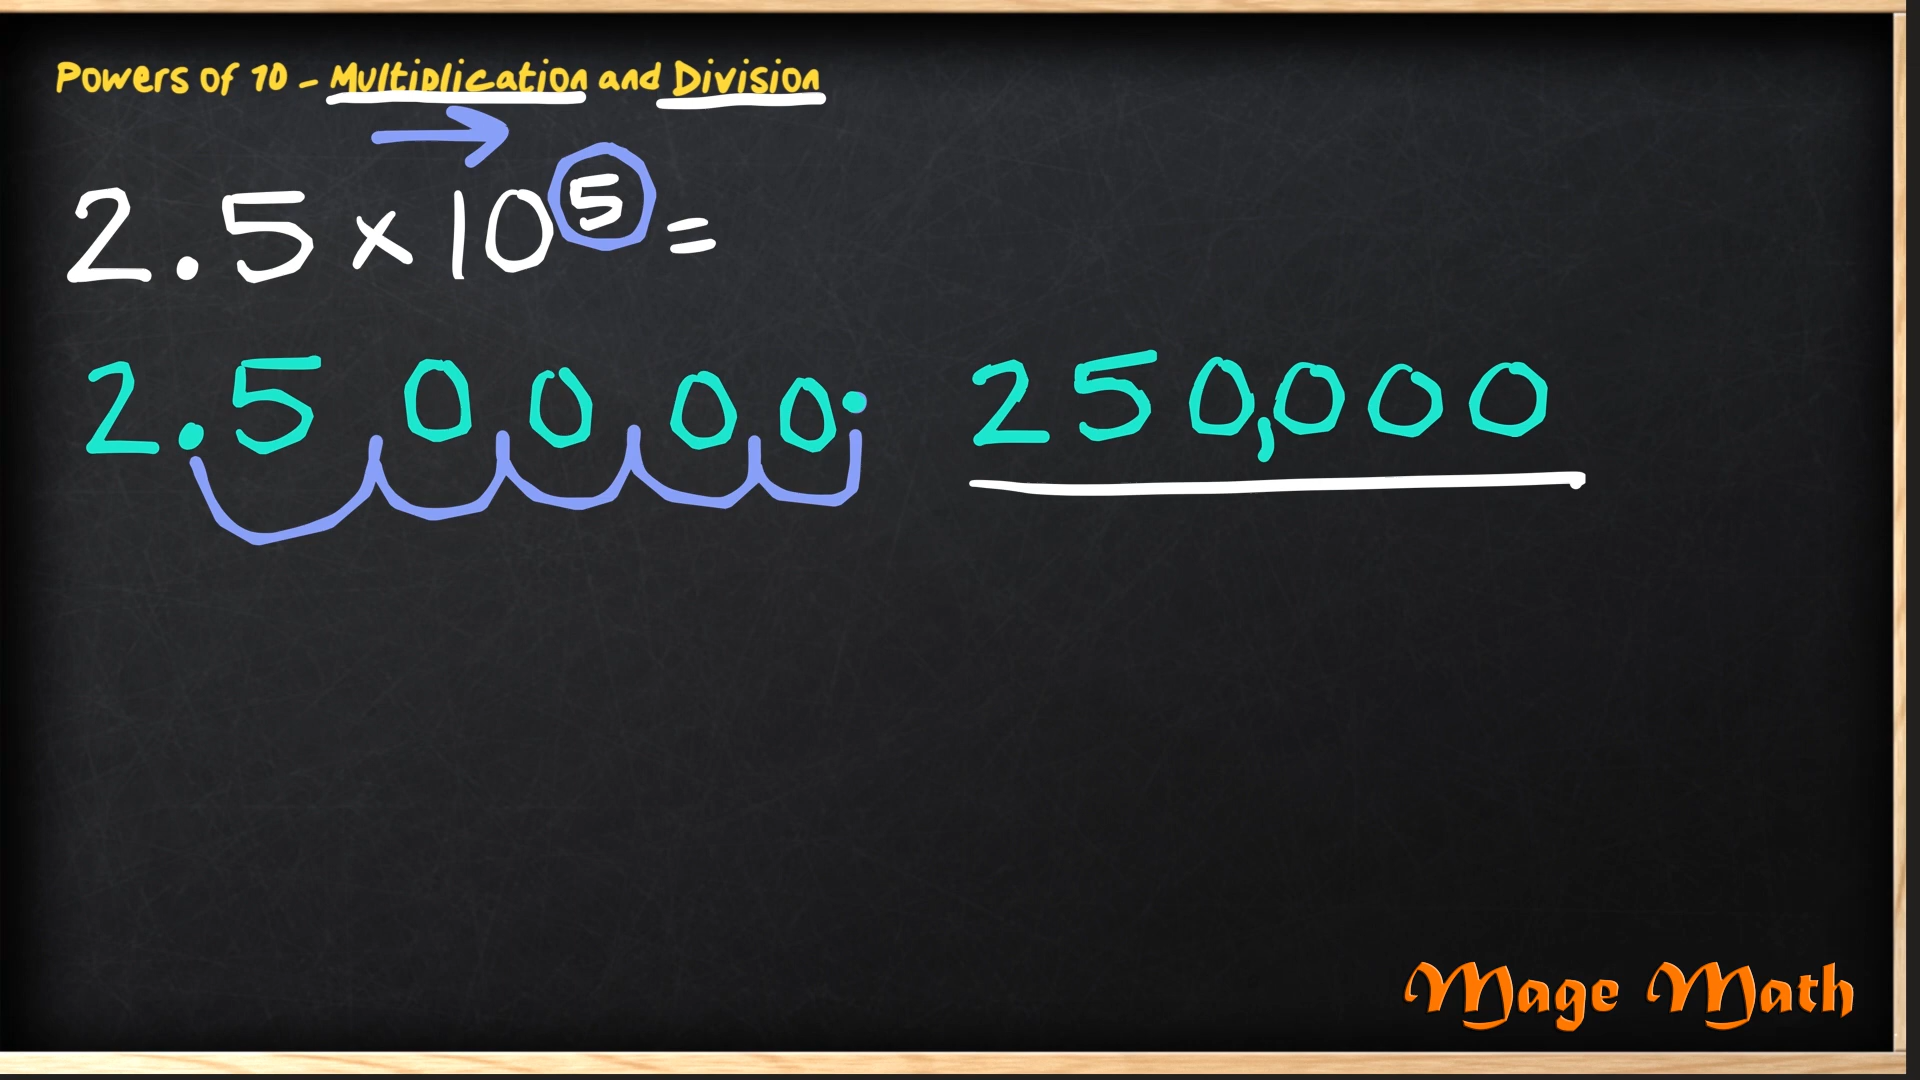 Powers of 10 - Multiplication and Division
2.5 × 10⁵ =
2.50000. 250,000
Mage Math